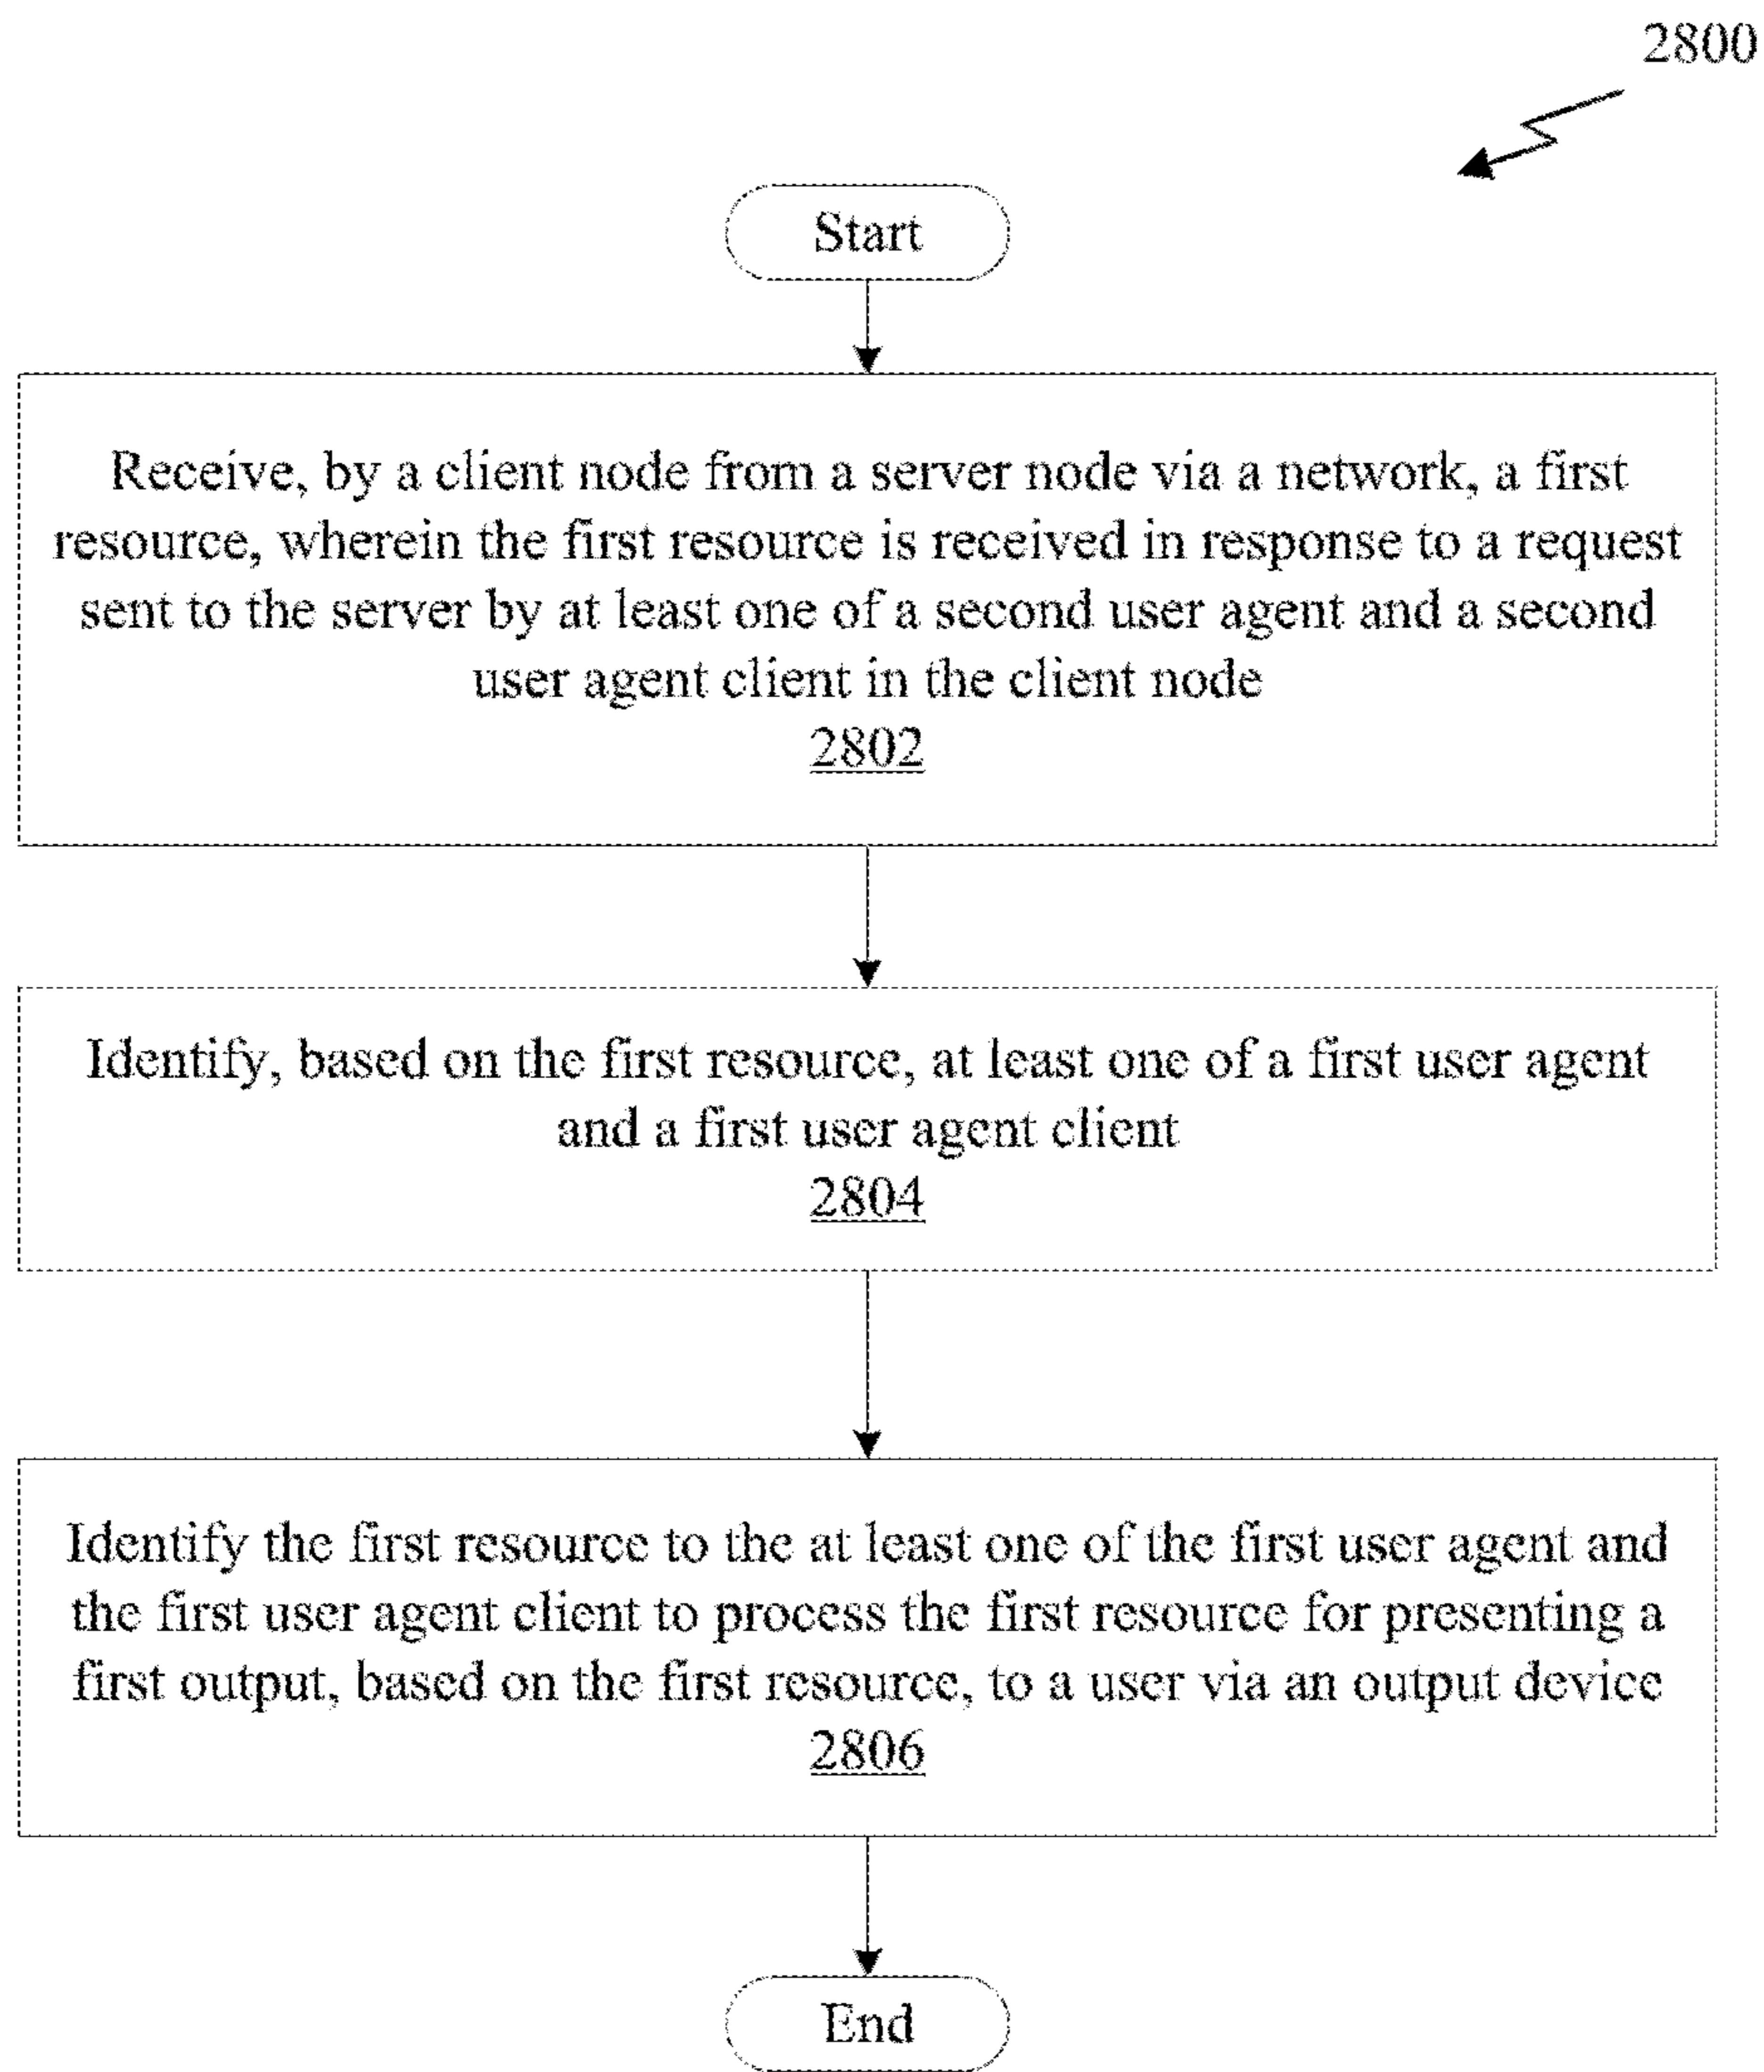 2800
Start
Receive, by a client node from a server node via a network, a first
resource, wherein the first resource is received in response to a request
sent to the server by at least one of a second user agent and a second
user agent client in the client node
2802
Identify, based on the first resource, at least one of a first user agent
and a first user agent client
2804
Identify the first resource to the at least one of the first user agent and
the first user agent client to process the first resource for presenting a
first output, based on the first resource, to a user via an output device
2806
End